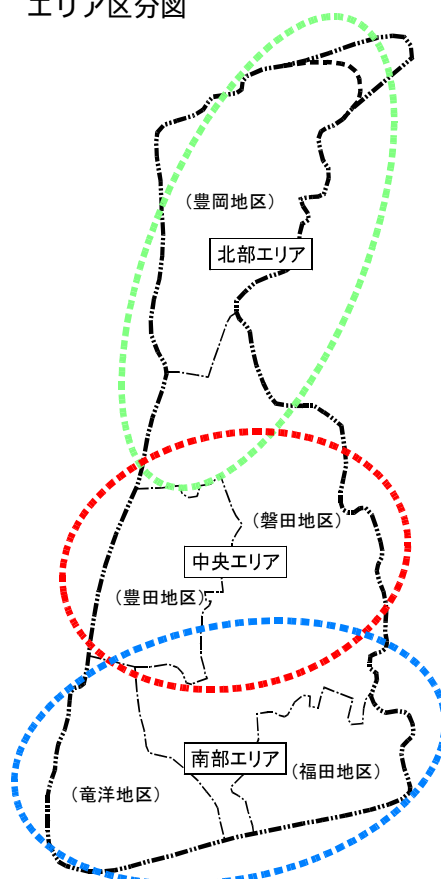 エリア区分図
（豊岡地区）
北部エリア
（磐田地区）
中央エリア
（豊田地区）
南部エリア
（福田地区）
（竜洋地区）